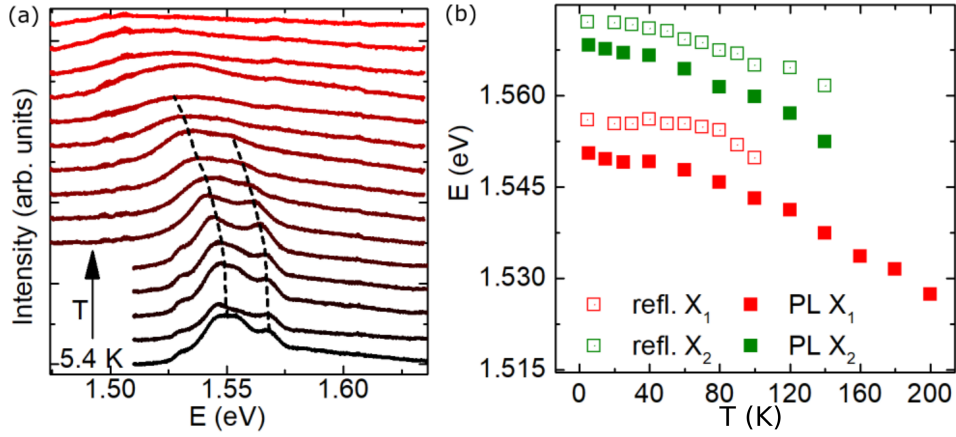 (a)
Intensity (arb. units)
T
5.4 K
1.50 1.55 1.60
E (eV)
(b)
E (eV)
1.560
1.545
1.530
1.515
refl. X₁ PL X₁
refl. X₂ PL X₂
0 40 80 120 160 200
T (K)